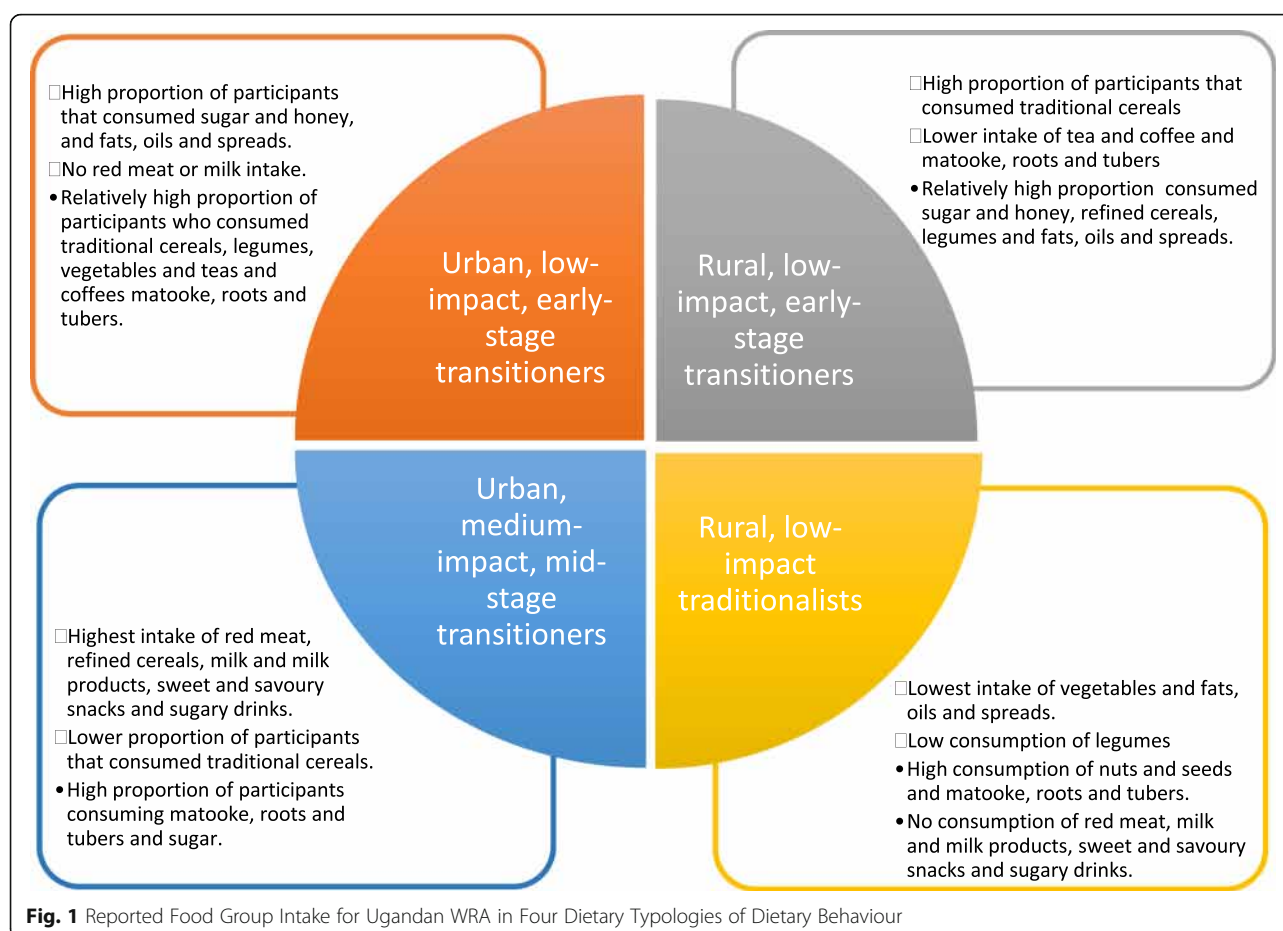 □High proportion of participants
that consumed sugar and honey,
and fats, oils and spreads.
□No red meat or milk intake.
•Relatively high proportion of
participants who consumed
traditional cereals, legumes,
vegetables and teas and
coffees matooke, roots and
tubers.
□High proportion of participants that
consumed traditional cereals
□Lower intake of tea and coffee and
matooke, roots and tubers
•Relatively high proportion consumed
sugar and honey, refined cereals,
legumes and fats, oils and spreads.
Urban, low-
impact, early-
stage
transitioners
Rural, low-
impact, early-
stage
transitioners
Urban,
medium-
impact, mid-
stage
transitioners
Rural, low-
impact
traditionalists
□Highest intake of red meat,
refined cereals, milk and milk
products, sweet and savoury
snacks and sugary drinks.
□Lower proportion of participants
that consumed traditional cereals.
•High proportion of participants
consuming matooke, roots and
tubers and sugar.
□Lowest intake of vegetables and fats,
oils and spreads.
□Low consumption of legumes
•High consumption of nuts and seeds
and matooke, roots and tubers.
•No consumption of red meat, milk
and milk products, sweet and savoury
snacks and sugary drinks.
Fig. 1 Reported Food Group Intake for Ugandan WRA in Four Dietary Typologies of Dietary Behaviour